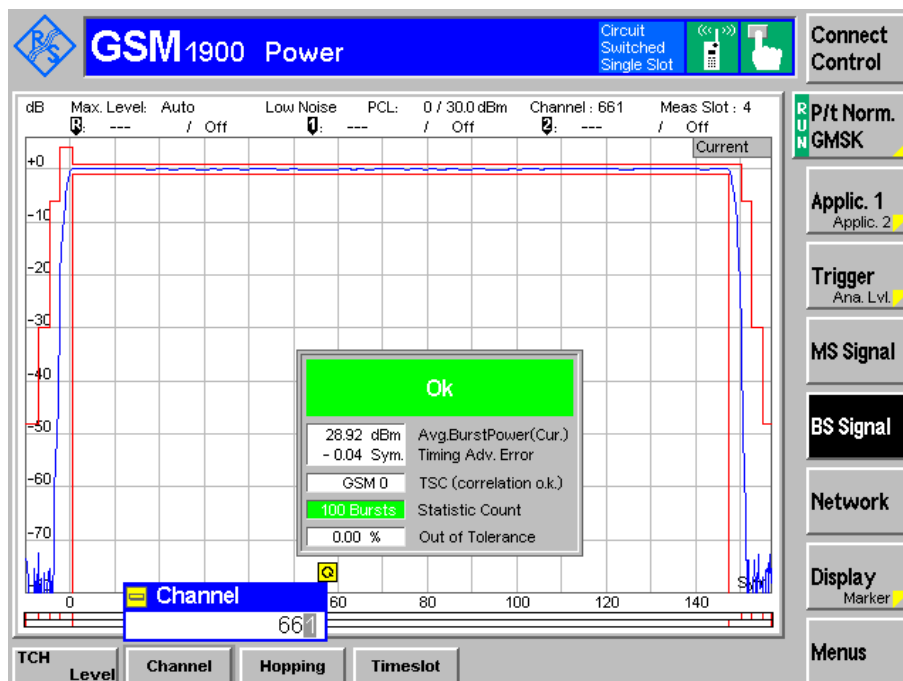 R&S
GSM 1900 Power
Circuit
Switched
Single Slot
Connect
Control
dB Max. Level: Auto Low Noise PCL: 0 / 30.0 dBm Channel : 661 Meas Slot : 4
R: --- / Off 1: --- / Off 2: --- / Off
Current
RUN
P/t Norm.
GMSK
Applic. 1
Applic. 2
Trigger
Ana. Lvl.
MS Signal
BS Signal
Network
Display
Marker
Menus
+0
-10
-20
-30
-40
-50
-60
-70
Ok
28.92 dBm Avg.BurstPower(Cur.)
- 0.04 Sym. Timing Adv. Error
GSM 0 TSC (correlation o.k.)
100 Bursts Statistic Count
0.00 % Out of Tolerance
0 60 80 100 120 140
Channel
661
TCH
Level
Channel
Hopping
Timeslot